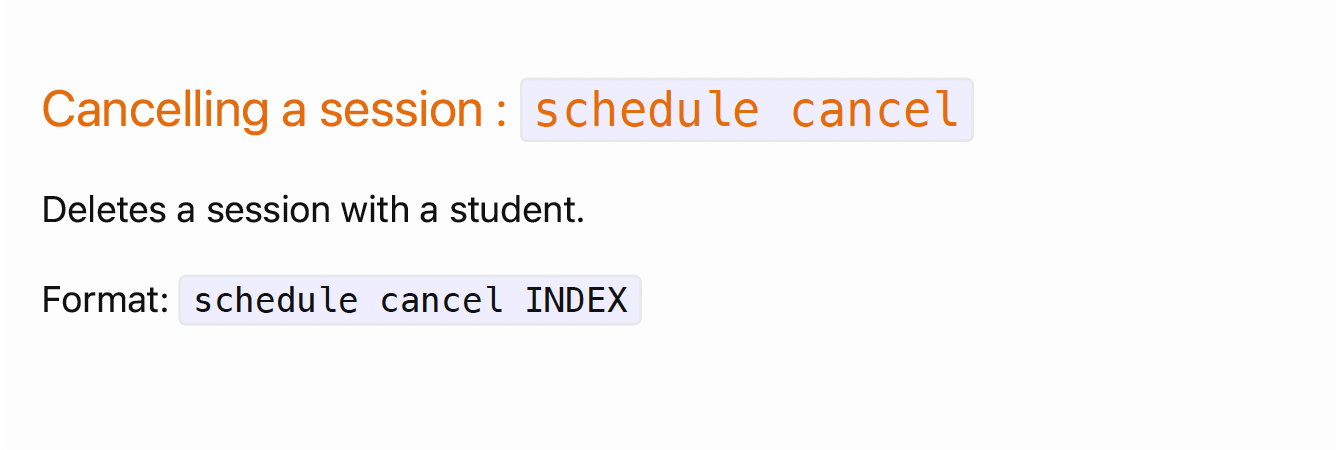 Cancelling a session : schedule cancel
Deletes a session with a student.
Format: schedule cancel INDEX